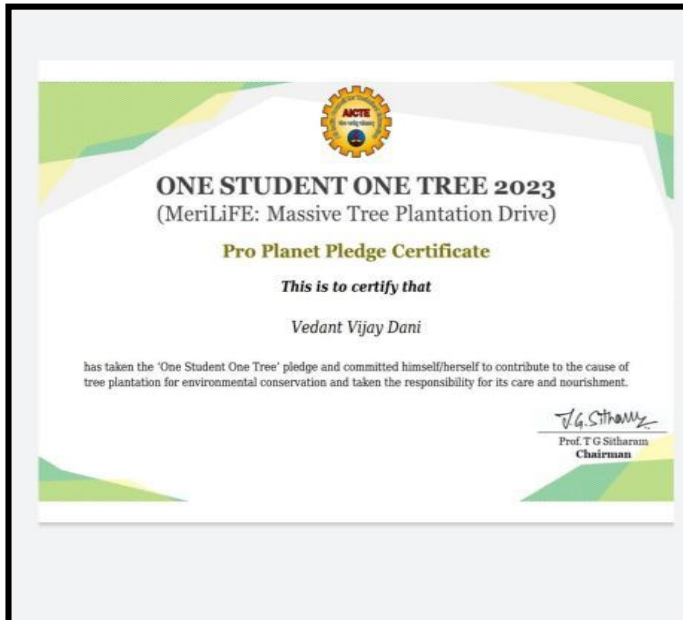 AICTE
ONE STUDENT ONE TREE 2023
(MeriLiFE: Massive Tree Plantation Drive)
Pro Planet Pledge Certificate
This is to certify that
Vedant Vijay Dani
has taken the 'One Student One Tree' pledge and committed himself/herself to contribute to the cause of
tree plantation for environmental conservation and taken the responsibility for its care and nourishment.
T.G.Sitharam
Prof. T G Sitharam
Chairman